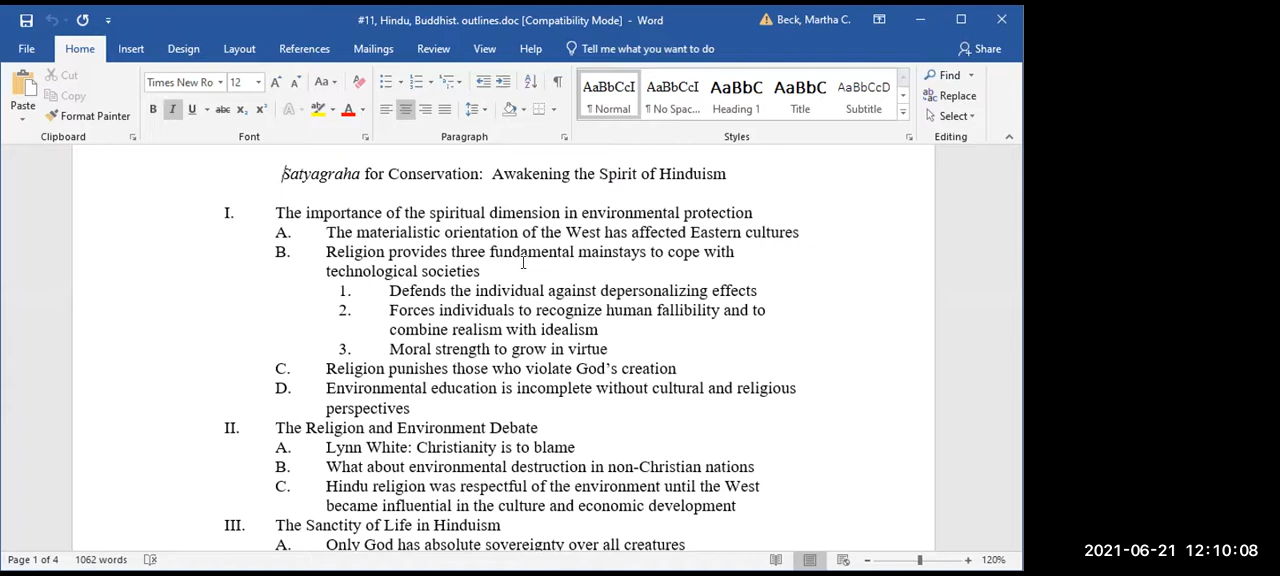 #11, Hindu, Buddhist. outlines.doc [Compatibility Mode] - Word
Beck, Martha C.
File Home Insert Design Layout References Mailings Review View Help Tell me what you want to do Share
Paste
Cut
Copy
Format Painter
Clipboard
Times New Ro 12 Aa
B I U abc x₂ x² A A
Font
Paragraph
AaBbCcI AaBbCcI AaBbC AaBbC AaBbCcD
¶ Normal ¶ No Spac... Heading 1 Title Subtitle
Styles
Find
Replace
Select
Editing
Satyagraha for Conservation: Awakening the Spirit of Hinduism
I. The importance of the spiritual dimension in environmental protection
A. The materialistic orientation of the West has affected Eastern cultures
B. Religion provides three fundamental mainstays to cope with
technological societies
1. Defends the individual against depersonalizing effects
2. Forces individuals to recognize human fallibility and to
combine realism with idealism
3. Moral strength to grow in virtue
C. Religion punishes those who violate God's creation
D. Environmental education is incomplete without cultural and religious
perspectives
II. The Religion and Environment Debate
A. Lynn White: Christianity is to blame
B. What about environmental destruction in non-Christian nations
C. Hindu religion was respectful of the environment until the West
became influential in the culture and economic development
III. The Sanctity of Life in Hinduism
A. Only God has absolute sovereignty over all creatures
Page 1 of 4 1062 words 120%
2021-06-21 12:10:08